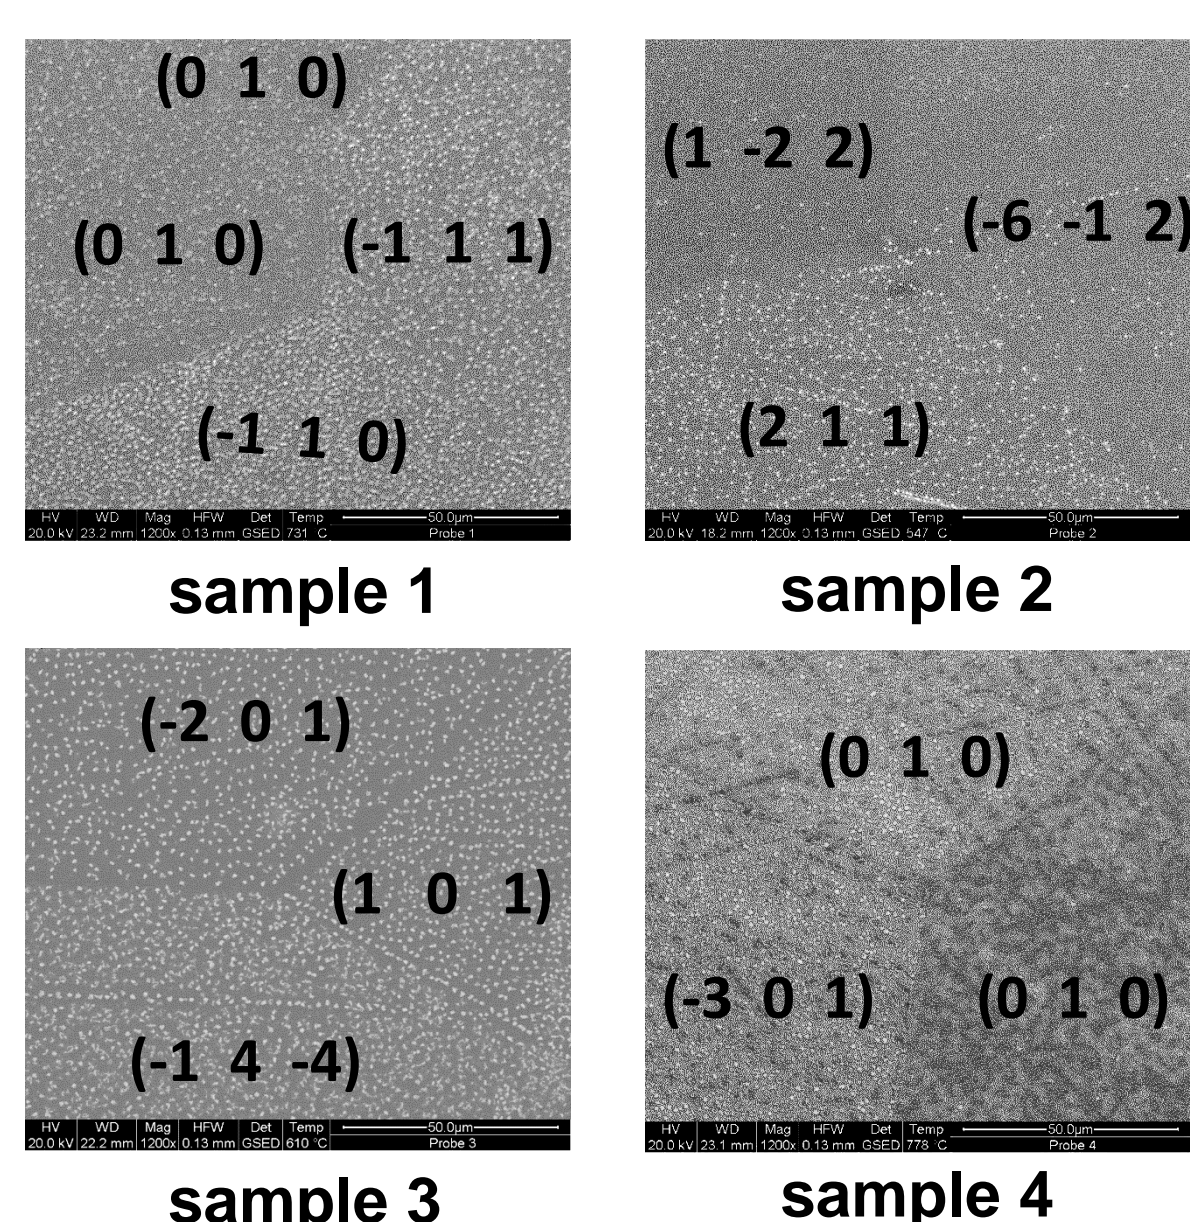 (0 1 0)
(0 1 0)
(-1 1 1)
(-1 1 0)
HV WD Mag HFW Det Temp 50.0µm
20.0 kV 23.2 mm 1200x 0.13 mm GSED 731 °C Probe 1
sample 1
(1 -2 2)
(-6 -1 2)
(2 1 1)
HV WD Mag HFW Det Temp 50.0µm
20.0 kV 18.2 mm 1200x 0.13 mm GSED 547 °C Probe 2
sample 2
(-2 0 1)
(1 0 1)
(-1 4 -4)
HV WD Mag HFW Det Temp 50.0µm
20.0 kV 22.2 mm 1200x 0.13 mm GSED 610 °C Probe 3
sample 3
(0 1 0)
(-3 0 1)
(0 1 0)
HV WD Mag HFW Det Temp 50.0µm
20.0 kV 23.1 mm 1200x 0.13 mm GSED 778 °C Probe 4
sample 4